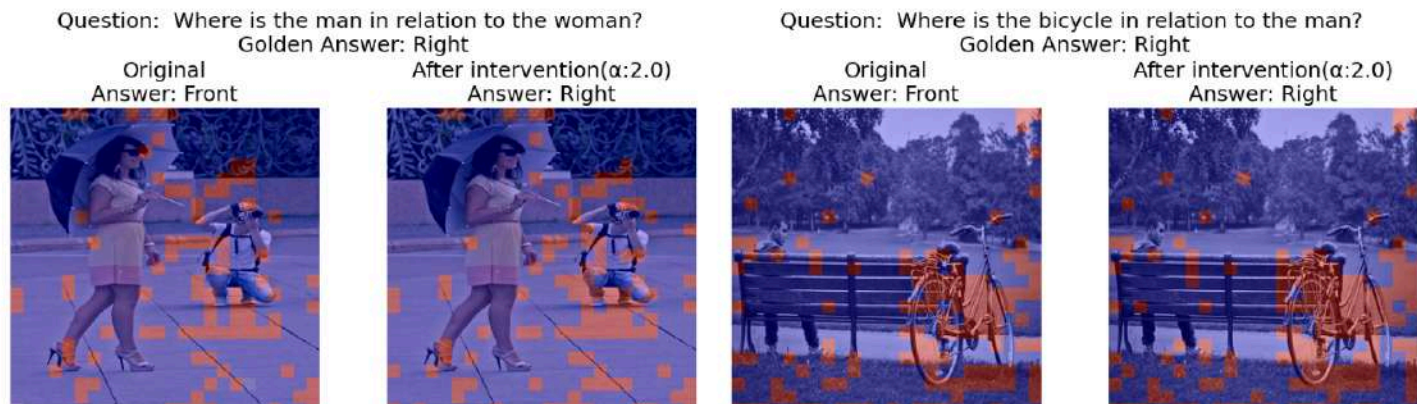 Question:  Where is the man in relation to the woman?
Golden Answer: Right
Original
Answer: Front
After intervention(α:2.0)
Answer: Right
Question:  Where is the bicycle in relation to the man?
Golden Answer: Right
Original
Answer: Front
After intervention(α:2.0)
Answer: Right